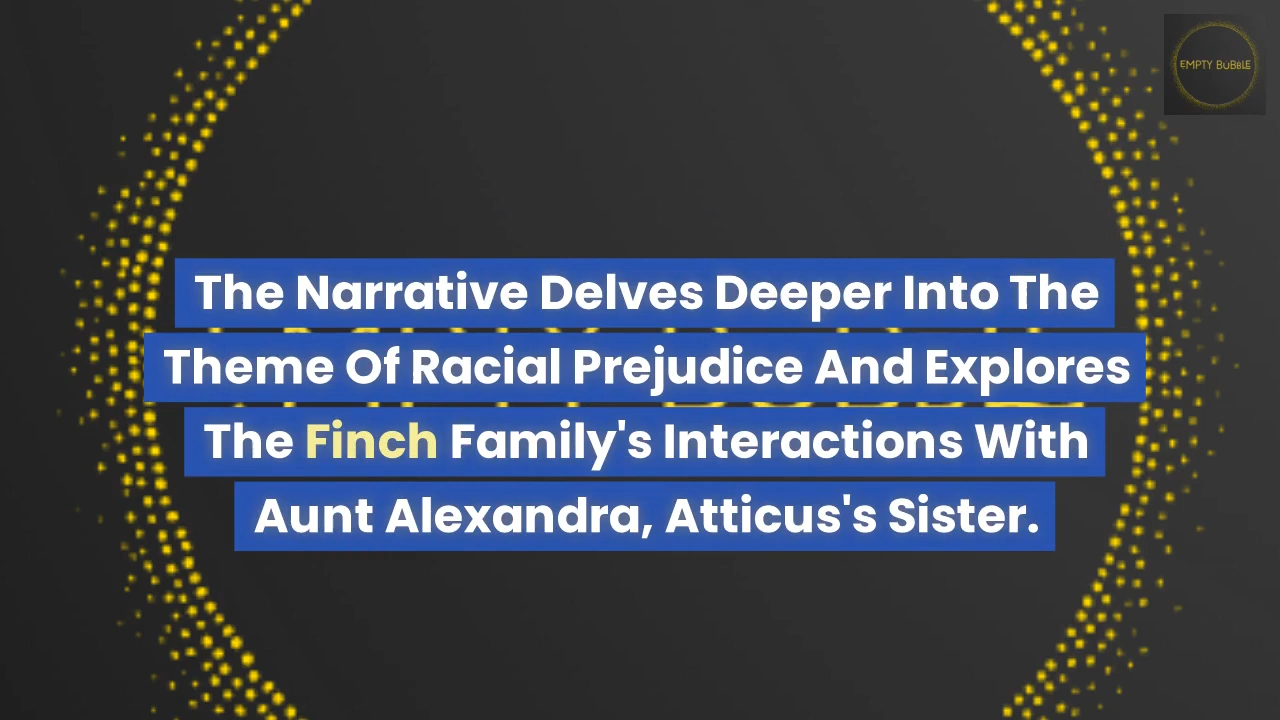 EMPTY BUBBLE
The Narrative Delves Deeper Into The
Theme Of Racial Prejudice And Explores
The Finch Family's Interactions With
Aunt Alexandra, Atticus's Sister.